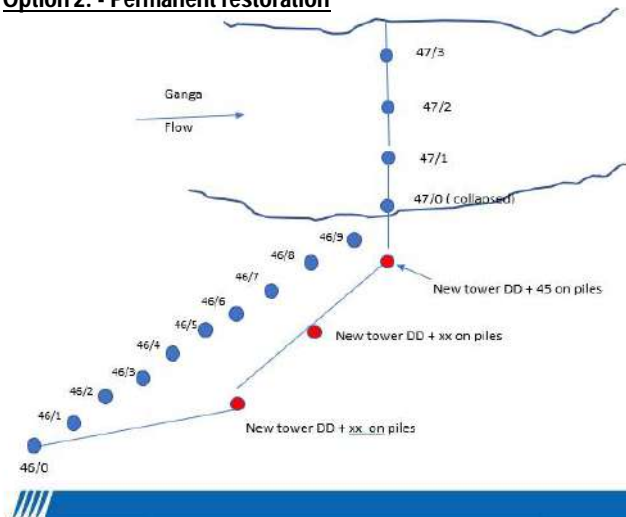 Option 2. - Permanent restoration
47/3
Ganga
47/2
Flow
47/1
47/0 ( collapsed)
46/9
46/8
46/7
New tower DD + 45 on piles
46/6
46/5
New tower DD + xx on piles
46/4
46/3
46/2
46/1
New tower DD + xx on piles
46/0